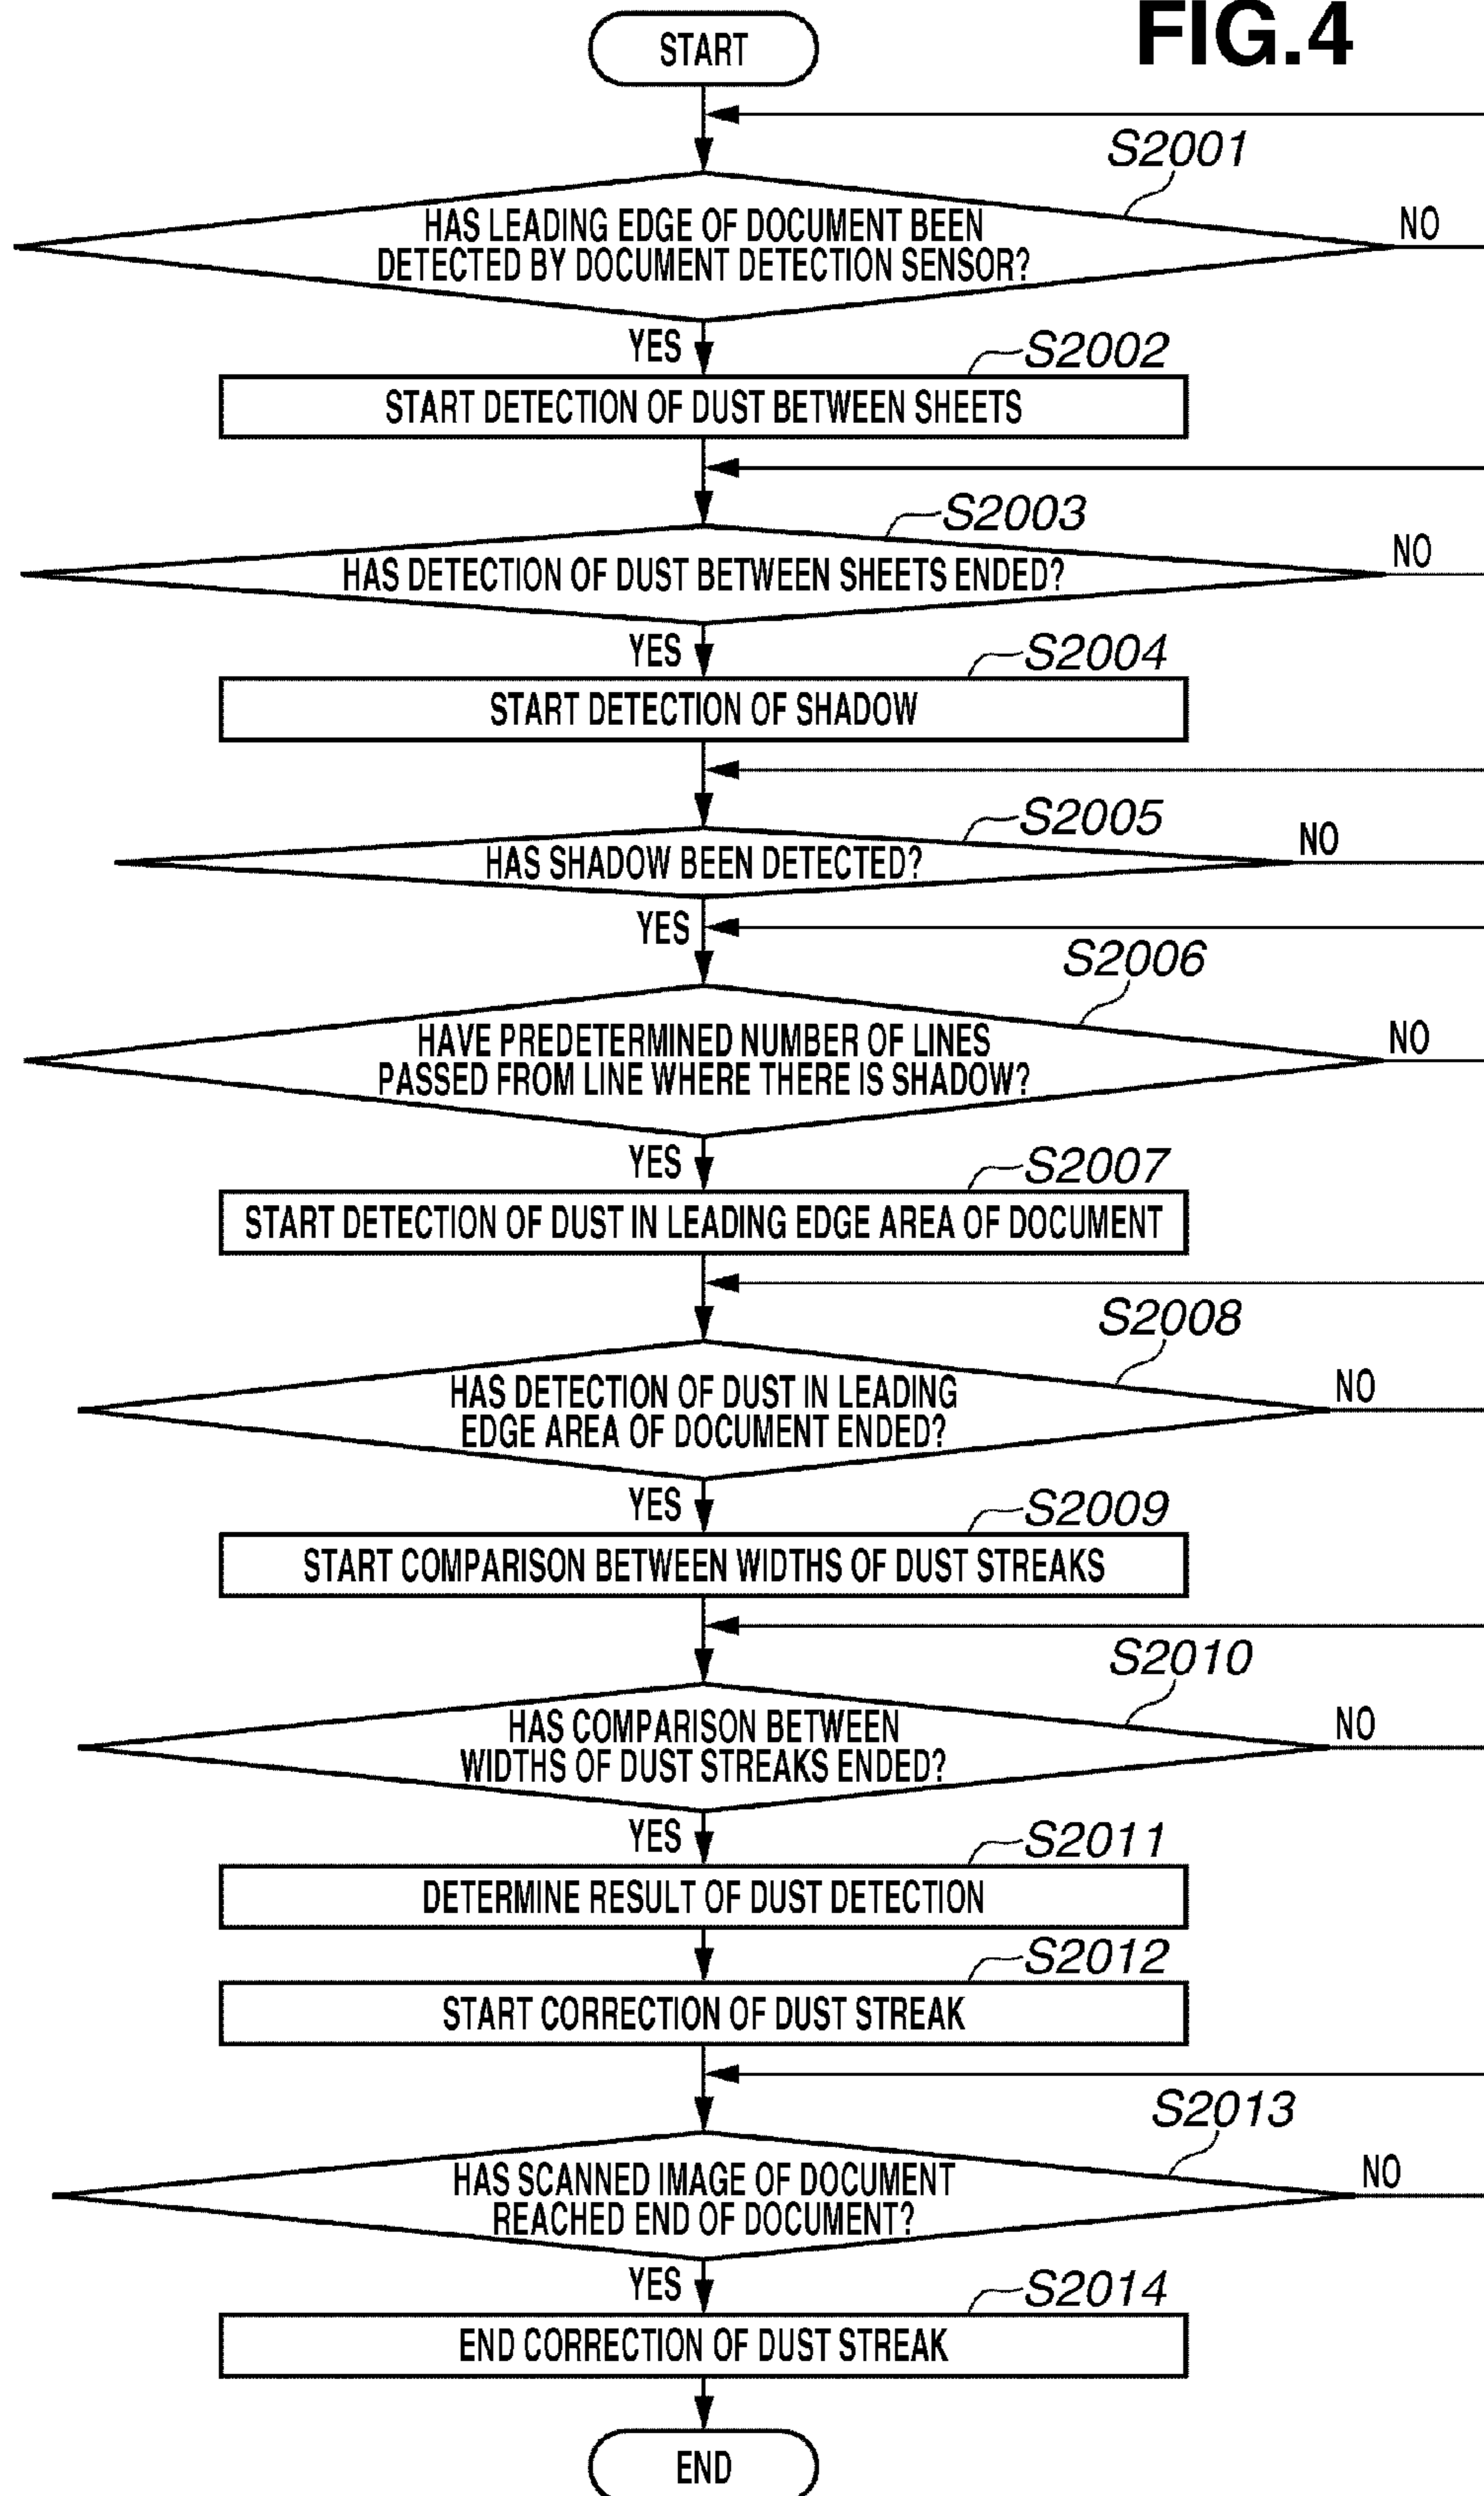 FIG.4
START
S2001
HAS LEADING EDGE OF DOCUMENT BEEN
DETECTED BY DOCUMENT DETECTION SENSOR?
NO
YES
S2002
START DETECTION OF DUST BETWEEN SHEETS
S2003
HAS DETECTION OF DUST BETWEEN SHEETS ENDED?
NO
YES
S2004
START DETECTION OF SHADOW
S2005
HAS SHADOW BEEN DETECTED?
NO
YES
S2006
HAVE PREDETERMINED NUMBER OF LINES
PASSED FROM LINE WHERE THERE IS SHADOW?
NO
YES
S2007
START DETECTION OF DUST IN LEADING EDGE AREA OF DOCUMENT
S2008
HAS DETECTION OF DUST IN LEADING
EDGE AREA OF DOCUMENT ENDED?
NO
YES
S2009
START COMPARISON BETWEEN WIDTHS OF DUST STREAKS
S2010
HAS COMPARISON BETWEEN
WIDTHS OF DUST STREAKS ENDED?
NO
YES
S2011
DETERMINE RESULT OF DUST DETECTION
S2012
START CORRECTION OF DUST STREAK
S2013
HAS SCANNED IMAGE OF DOCUMENT
REACHED END OF DOCUMENT?
NO
YES
S2014
END CORRECTION OF DUST STREAK
END